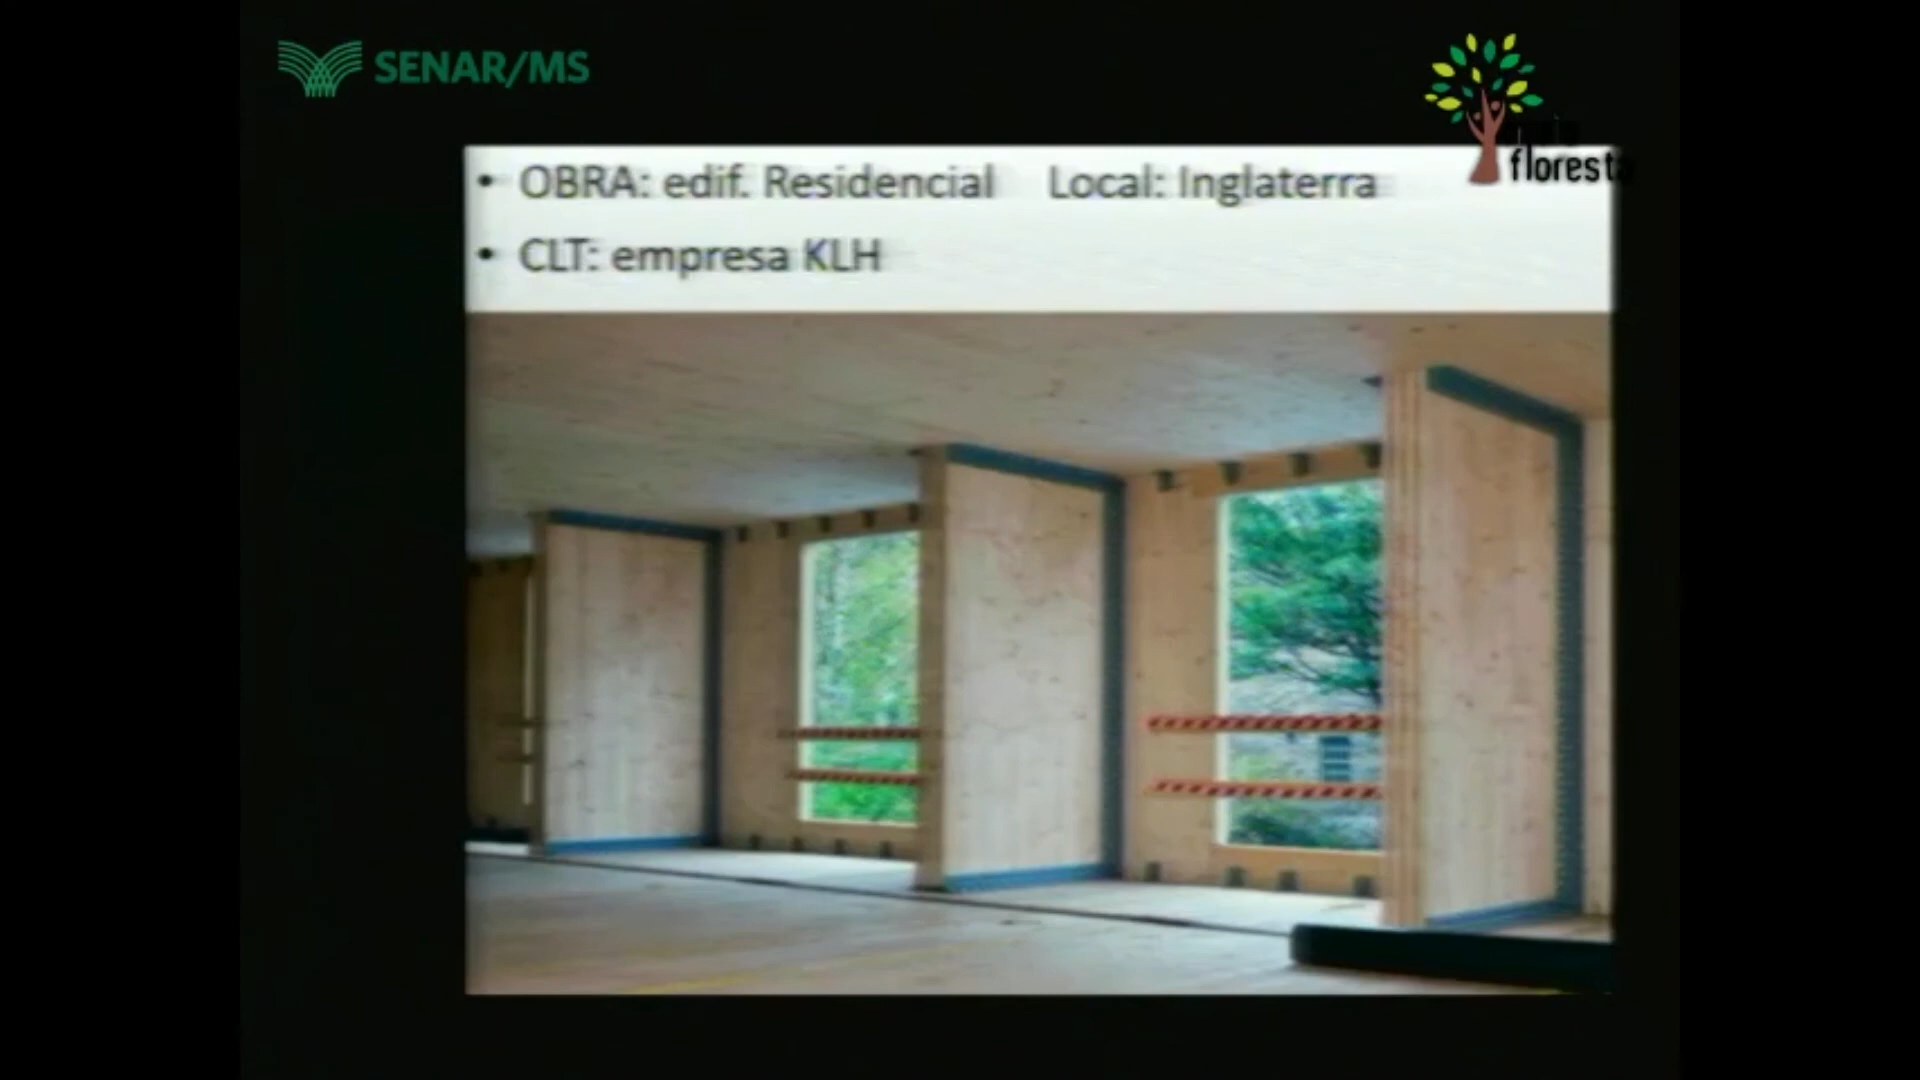 SENAR/MS
floresta
• OBRA: edif. Residencial Local: Inglaterra
• CLT: empresa KLH